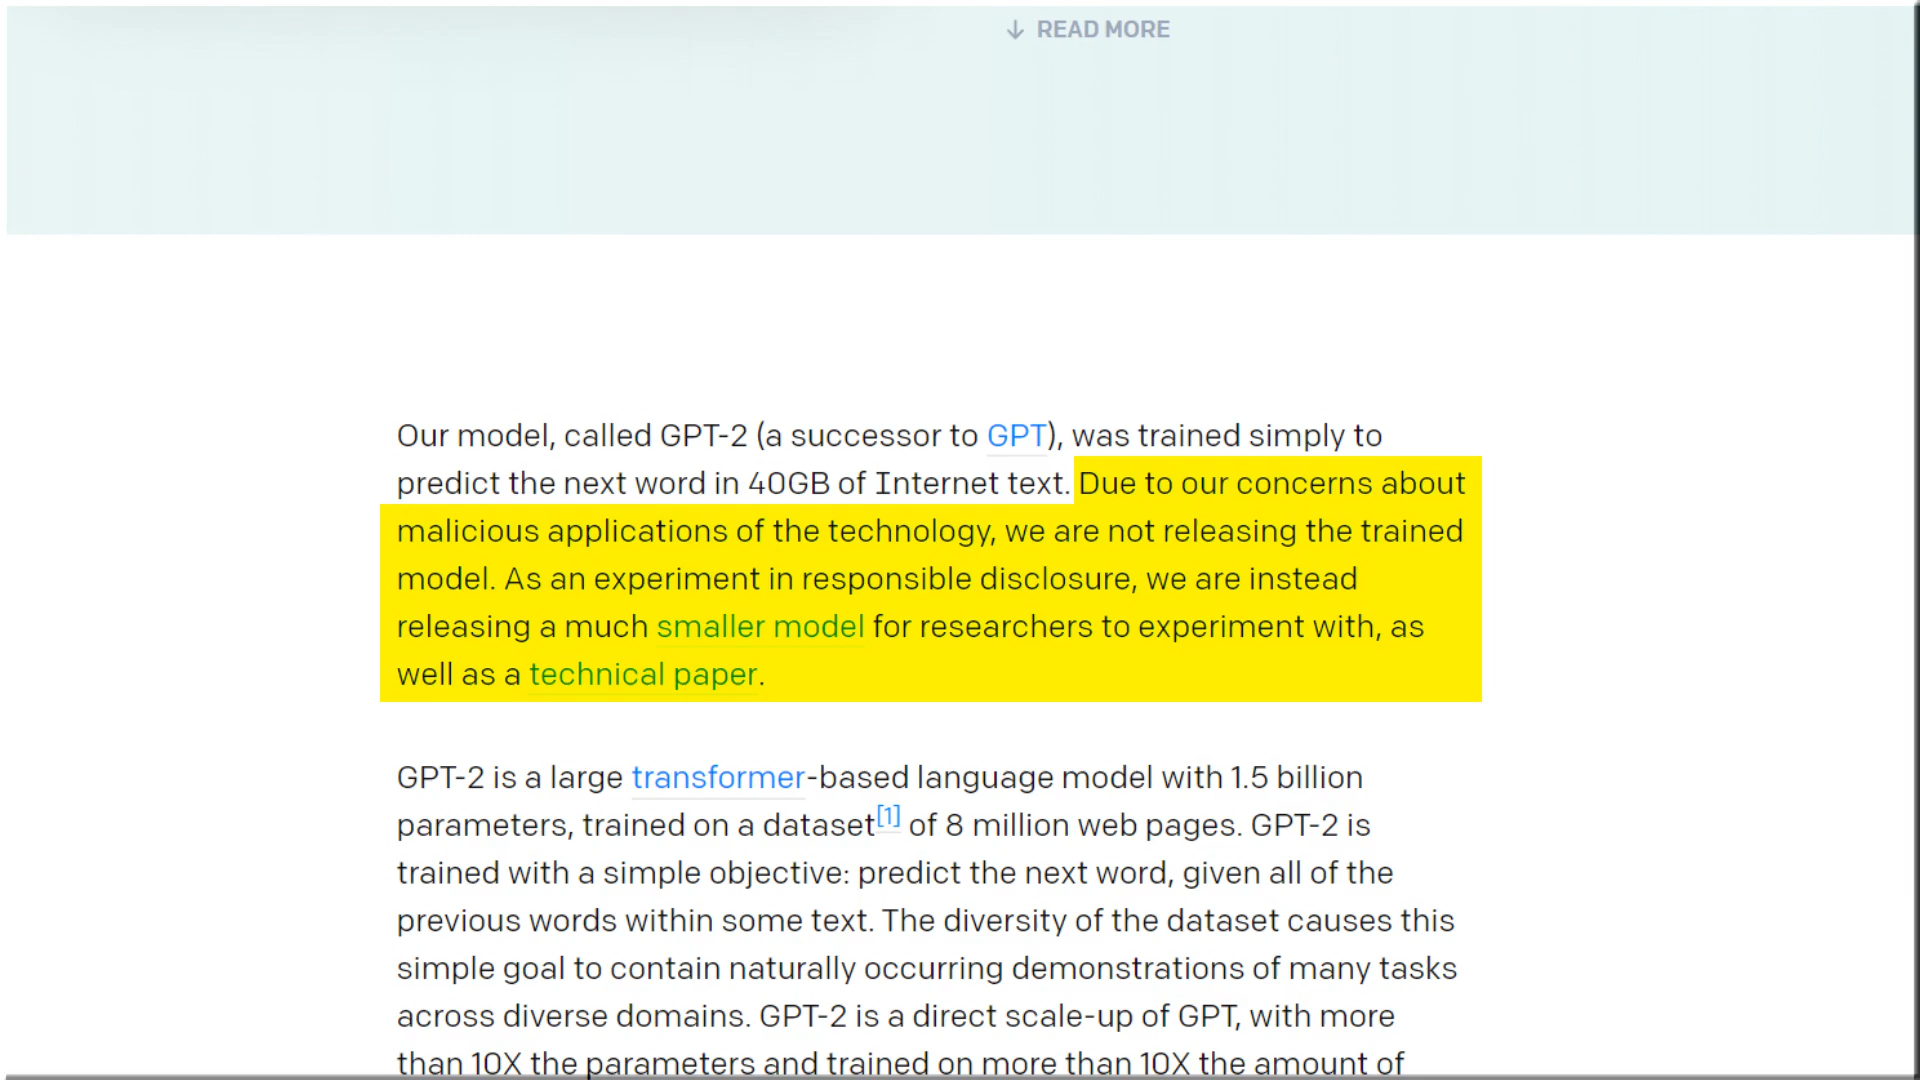 ↓ READ MORE
Our model, called GPT-2 (a successor to GPT), was trained simply to
predict the next word in 40GB of Internet text. Due to our concerns about
malicious applications of the technology, we are not releasing the trained
model. As an experiment in responsible disclosure, we are instead
releasing a much smaller model for researchers to experiment with, as
well as a technical paper.
GPT-2 is a large transformer-based language model with 1.5 billion
parameters, trained on a dataset[1] of 8 million web pages. GPT-2 is
trained with a simple objective: predict the next word, given all of the
previous words within some text. The diversity of the dataset causes this
simple goal to contain naturally occurring demonstrations of many tasks
across diverse domains. GPT-2 is a direct scale-up of GPT, with more
than 10X the parameters and trained on more than 10X the amount of